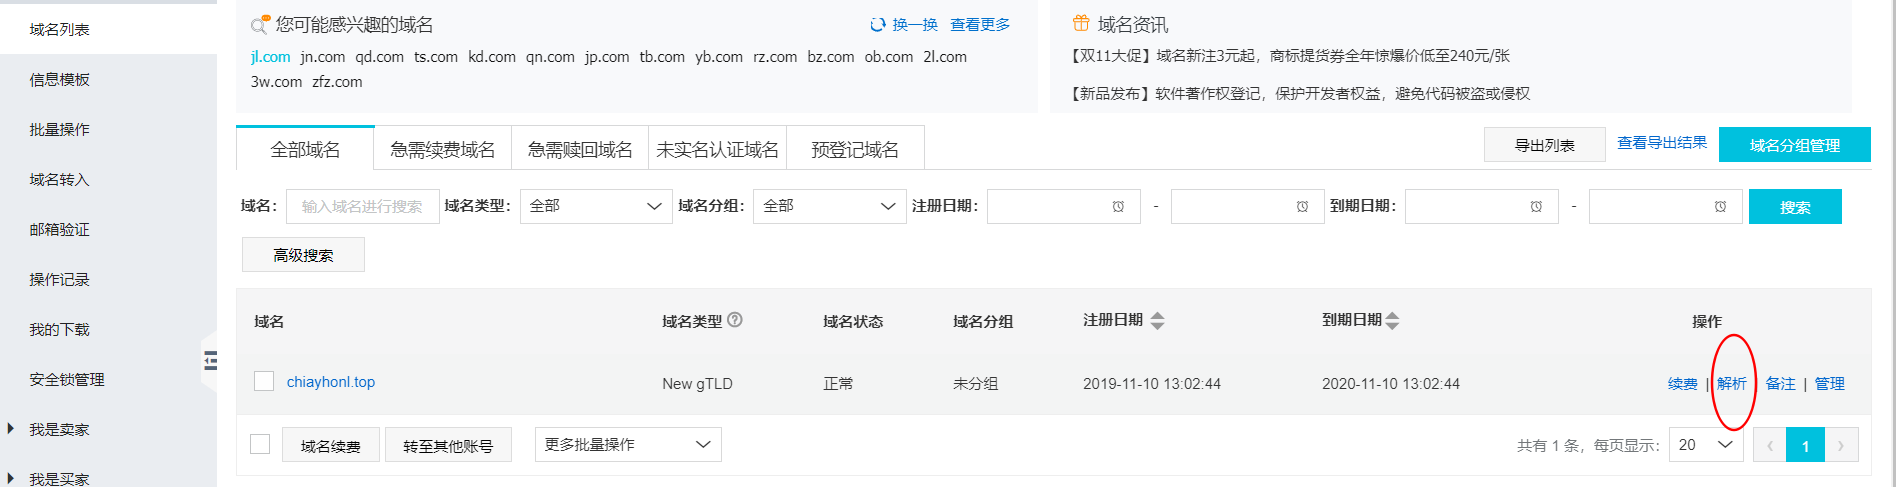 域名列表
信息模板
批量操作
域名转入
邮箱验证
操作记录
我的下载
安全锁管理
我是卖家
我是买家
您可能感兴趣的域名 换一换 查看更多
jl.com jn.com qd.com ts.com kd.com qn.com jp.com tb.com yb.com rz.com bz.com ob.com 2l.com
3w.com zfz.com
域名资讯
【双11大促】域名新注3元起，商标提货券全年惊爆价低至240元/张
【新品发布】软件著作权登记，保护开发者权益，避免代码被盗或侵权
全部域名 急需续费域名 急需赎回域名 未实名认证域名 预登记域名 导出列表 查看导出结果 域名分组管理
域名： 输入域名进行搜索 域名类型： 全部 域名分组： 全部 注册日期： - 到期日期： - 搜索
高级搜索
域名 域名类型 域名状态 域名分组 注册日期 到期日期 操作
chiayhonl.top New gTLD 正常 未分组 2019-11-10 13:02:44 2020-11-10 13:02:44 续费 | 解析 备注 | 管理
域名续费 转至其他账号 更多批量操作 共有 1 条，每页显示： 20 ‹ 1 ›